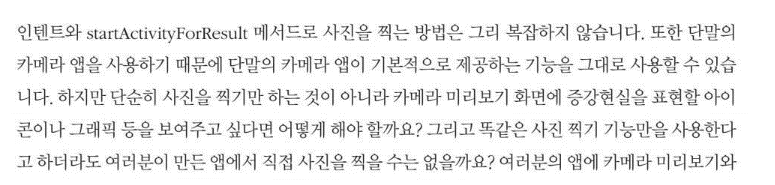 인텐트와 startActivityForResult 메서드로 사진을 찍는 방법은 그리 복잡하지 않습니다. 또한 단말의
카메라 앱을 사용하기 때문에 단말의 카메라 앱이 기본적으로 제공하는 기능을 그대로 사용할 수 있습
니다. 하지만 단순히 사진을 찍기만 하는 것이 아니라 카메라 미리보기 화면에 증강현실을 표현할 아이
콘이나 그래픽 등을 보여주고 싶다면 어떻게 해야 할까요? 그리고 똑같은 사진 찍기 기능만을 사용한다
고 하더라도 여러분이 만든 앱에서 직접 사진을 찍을 수는 없을까요? 여러분의 앱에 카메라 미리보기와